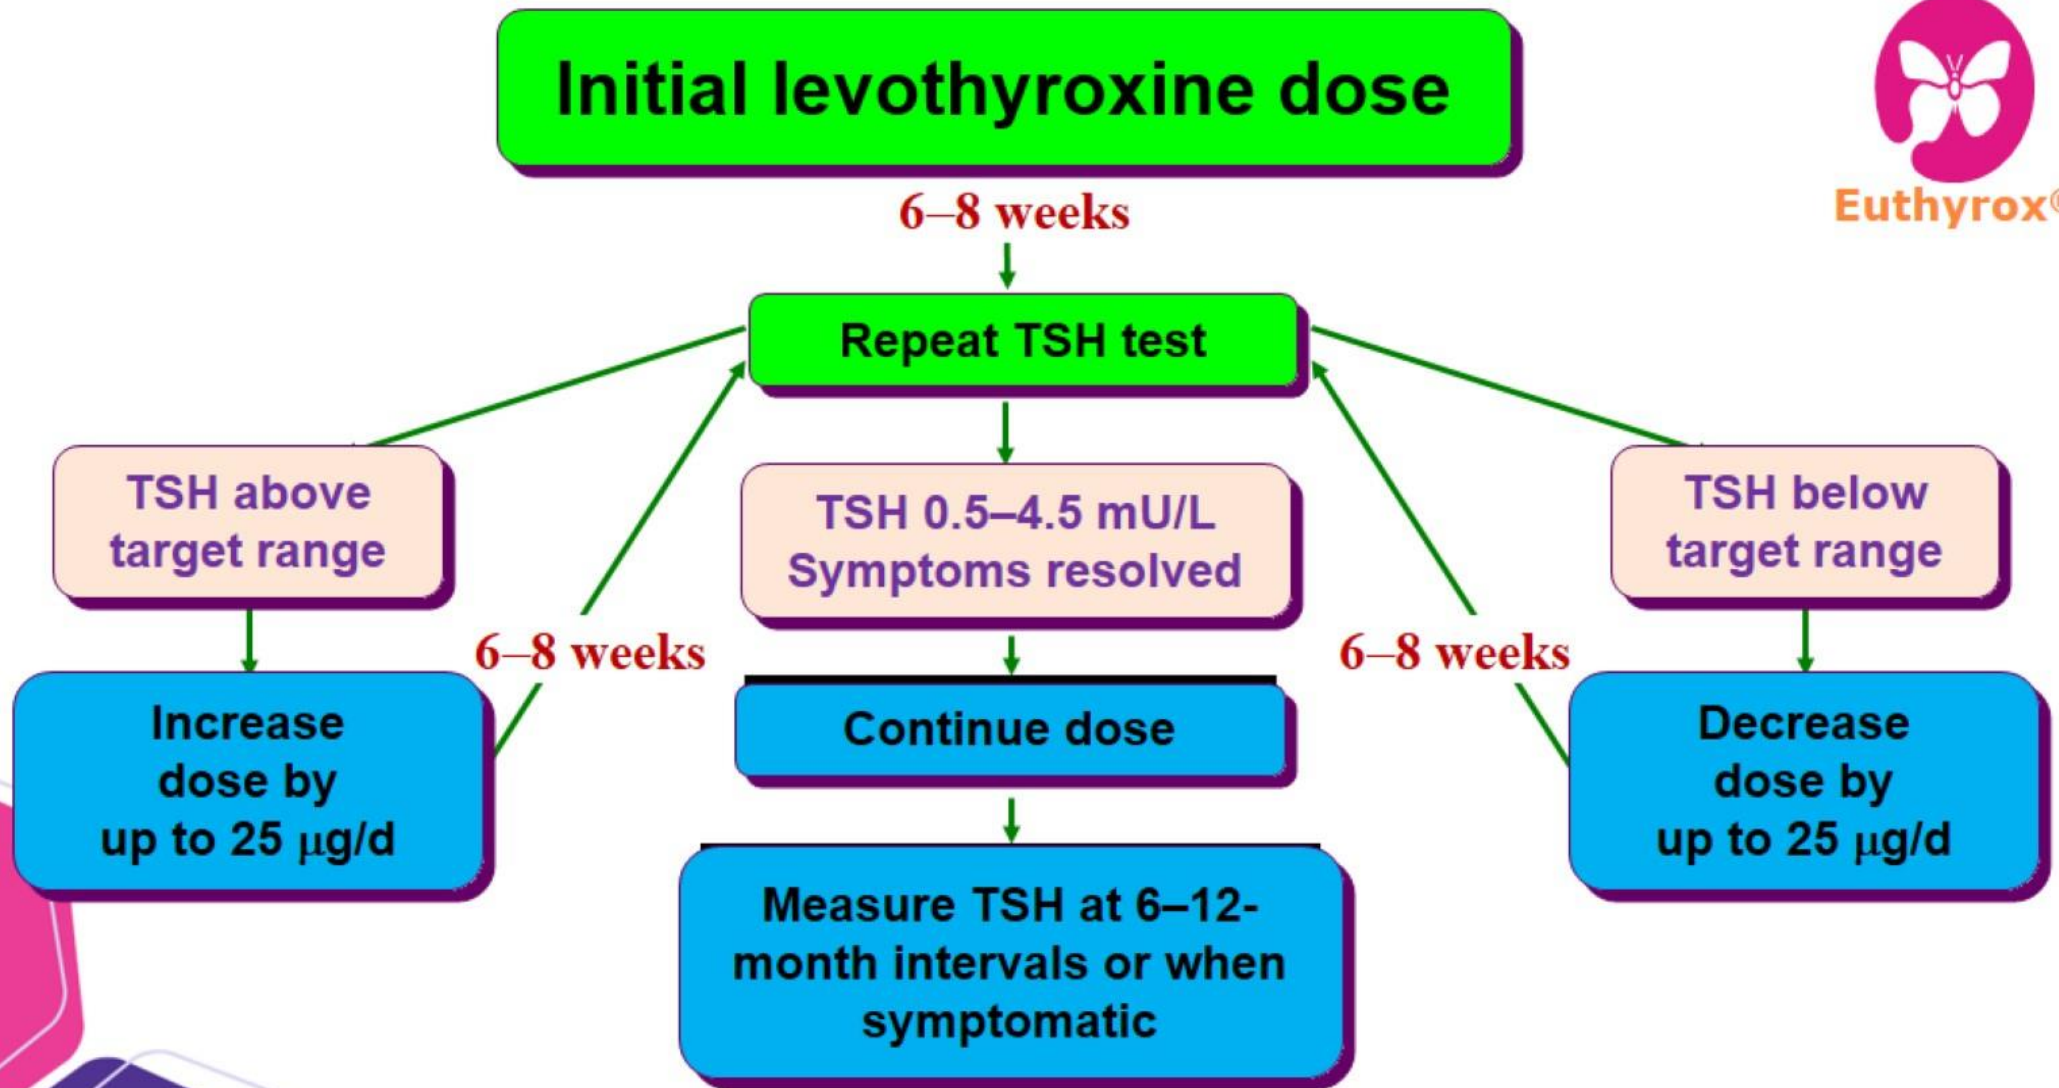 Initial levothyroxine dose
Euthyrox®
6–8 weeks
Repeat TSH test
TSH above
target range
TSH 0.5–4.5 mU/L
Symptoms resolved
TSH below
target range
6–8 weeks
6–8 weeks
Increase
dose by
up to 25 μg/d
Continue dose
Decrease
dose by
up to 25 μg/d
Measure TSH at 6–12-
month intervals or when
symptomatic